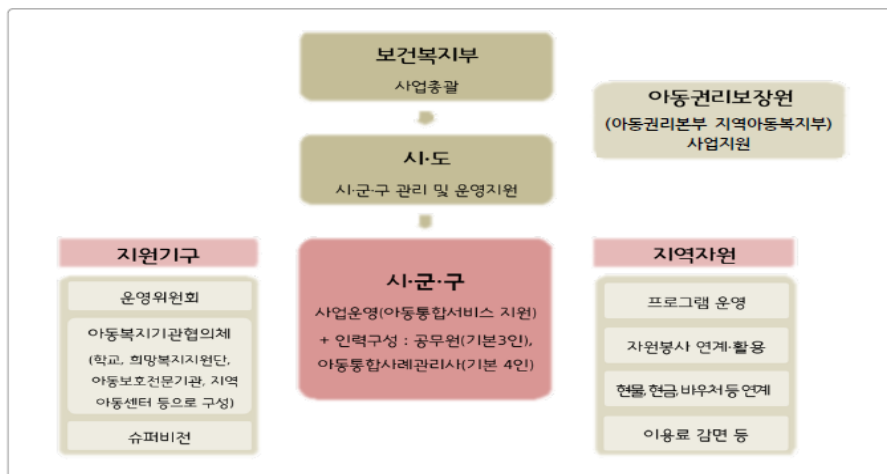 보건복지부
사업총괄
아동권리보장원
(아동권리본부 지역아동복지부)
사업지원
시·도
시·군·구 관리 및 운영지원
지원기구
운영위원회
아동복지기관협의체
(학교, 희망복지지원단,
아동보호전문기관, 지역
아동센터 등으로 구성)
슈퍼비전
시·군·구
사업운영(아동통합서비스 지원)
+ 인력구성 : 공무원(기본3인),
아동통합사례관리사(기본 4인)
지역자원
프로그램 운영
자원봉사 연계·활용
현물, 현금, 바우처 등 연계
이용료 감면 등